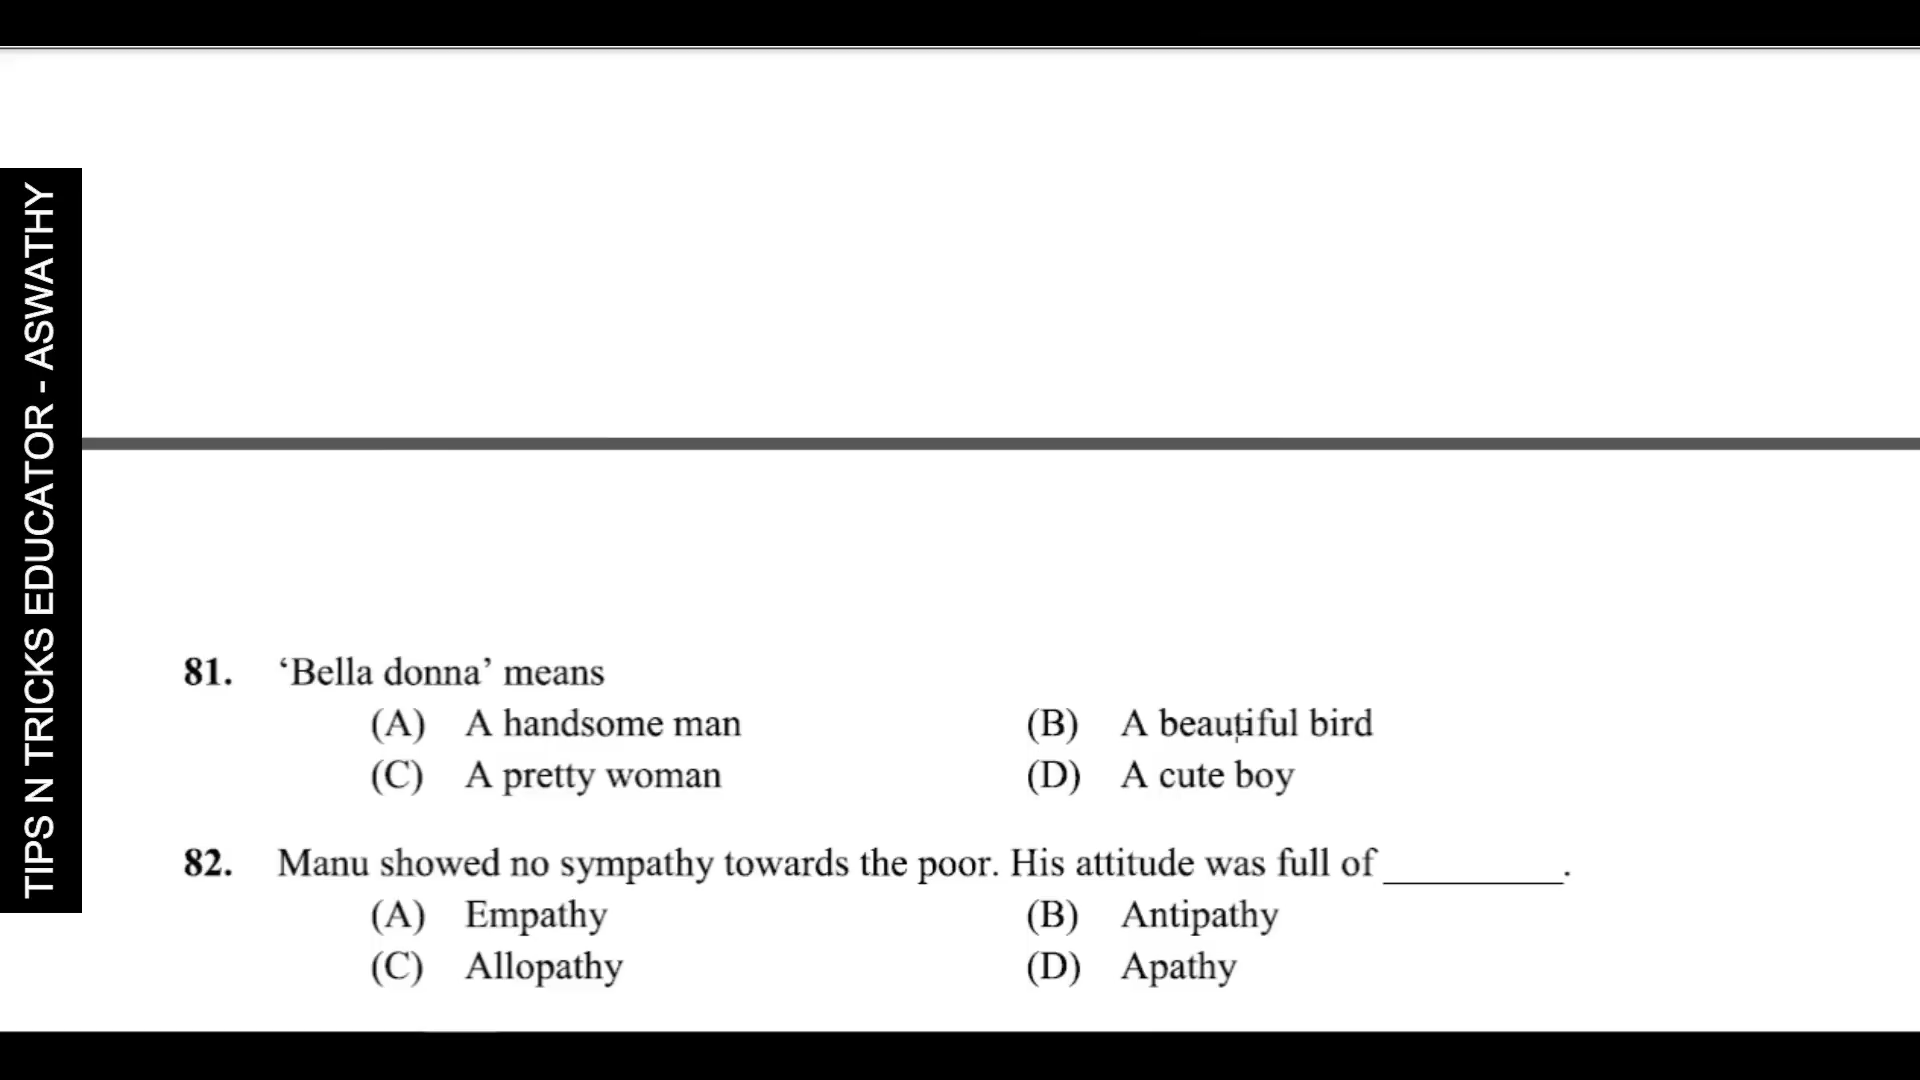 TIPS N TRICKS EDUCATOR - ASWATHY
81. ‘Bella donna’ means
(A) A handsome man (B) A beautiful bird
(C) A pretty woman (D) A cute boy
82. Manu showed no sympathy towards the poor. His attitude was full of _________.
(A) Empathy (B) Antipathy
(C) Allopathy (D) Apathy